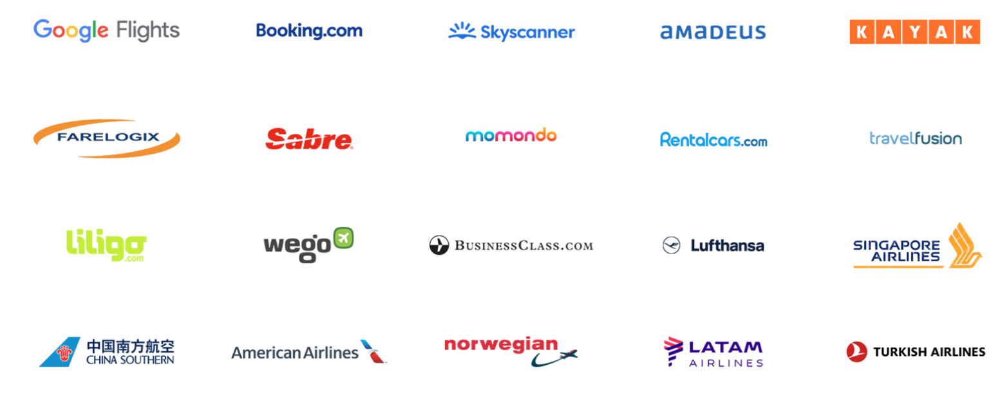 Google Flights
Booking.com
Skyscanner
amadeus
KAYAK
FARELOGIX
Sabre
momondo
Rentalcars.com
travelfusion
liligo
.com
wego
BUSINESSCLASS.COM
Lufthansa
SINGAPORE
AIRLINES
中国南方航空
CHINA SOUTHERN
American Airlines
norwegian
LATAM
AIRLINES
TURKISH AIRLINES